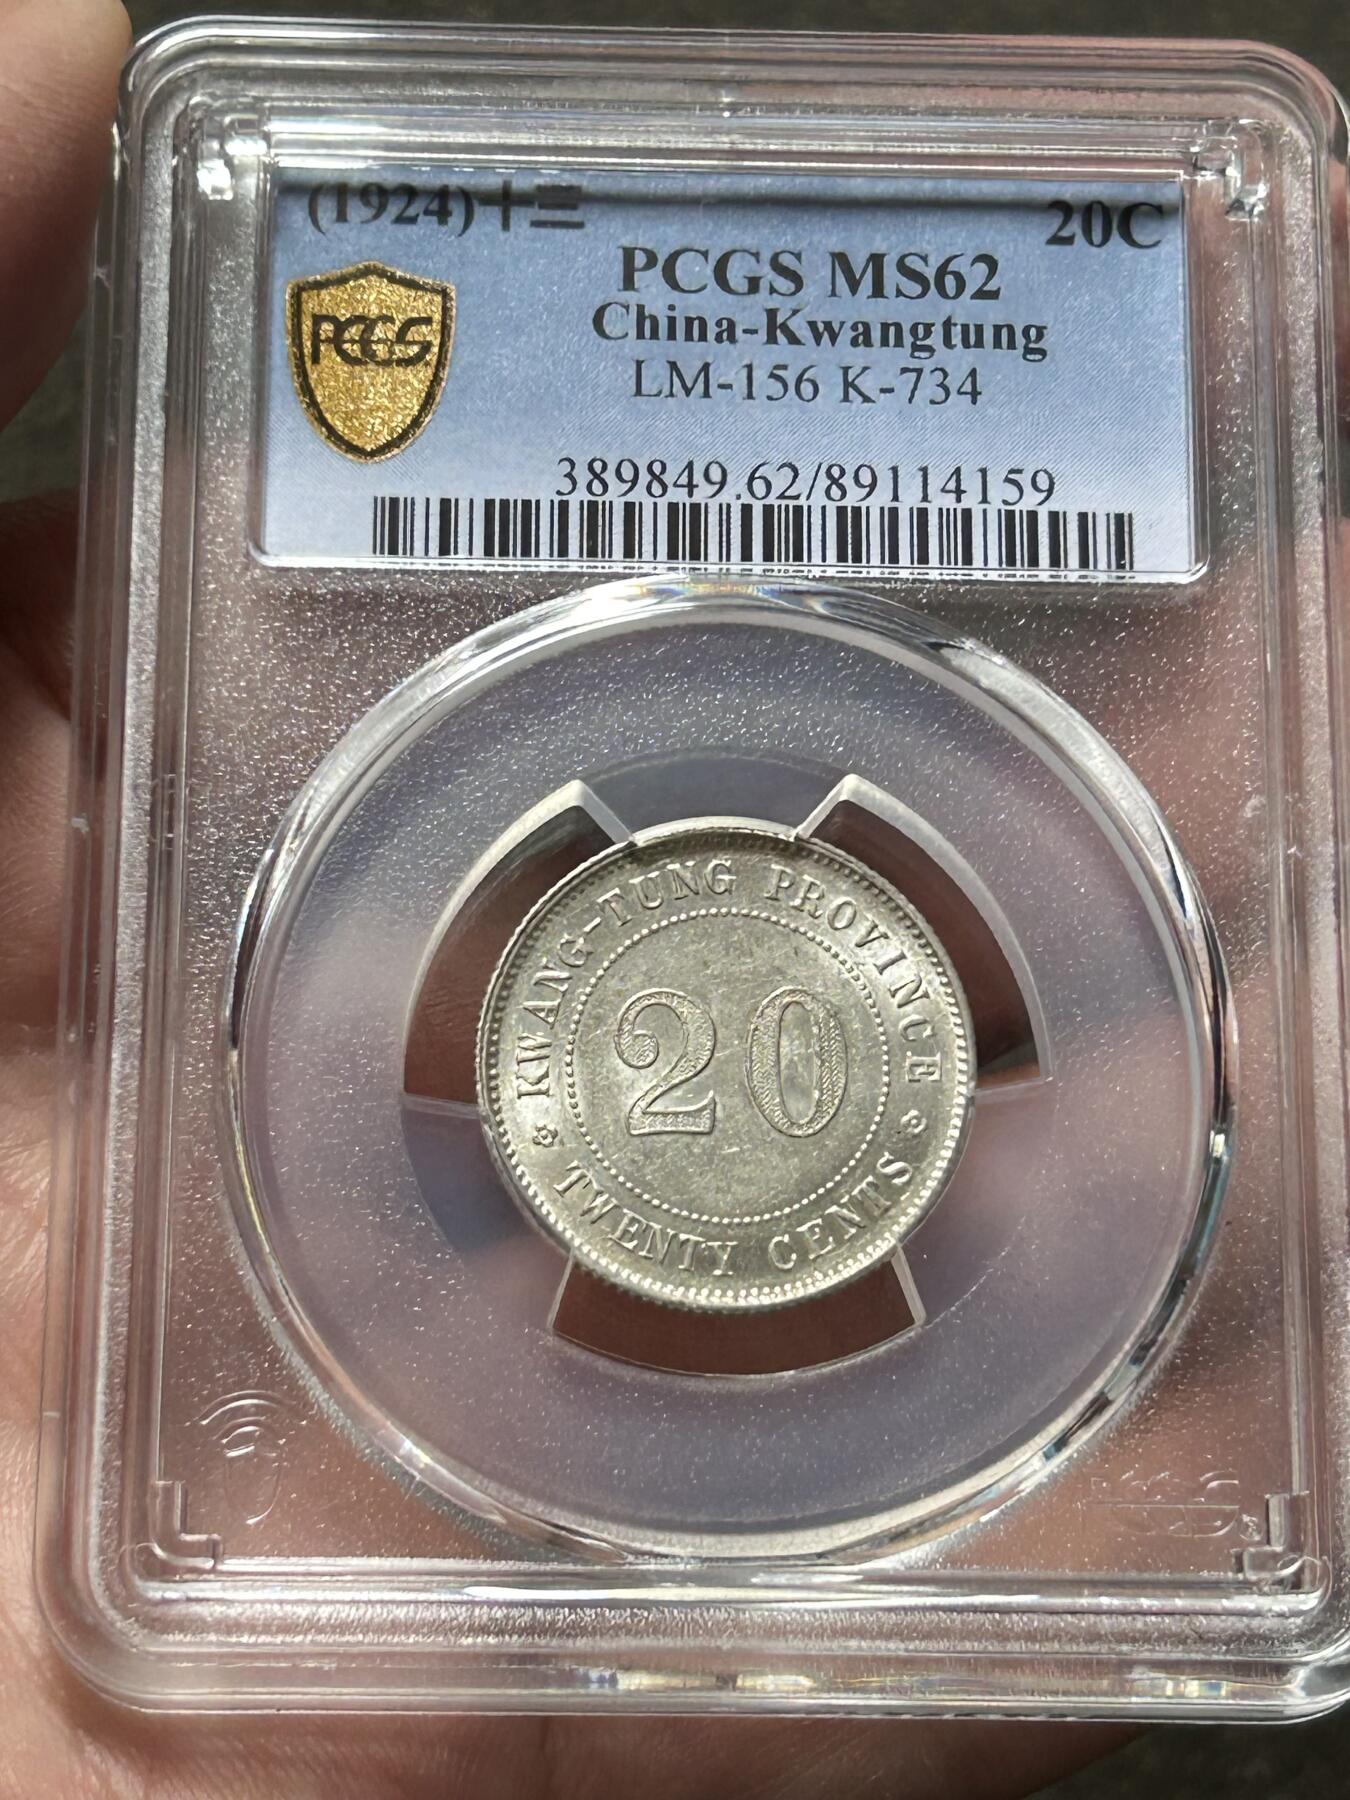 (1924)十三 20C
PCGS MS62
China-Kwangtung
LM-156 K-734
PCGS
389849.62/89114159
KWANG-TUNG PROVINCE
20
TWENTY CENTS